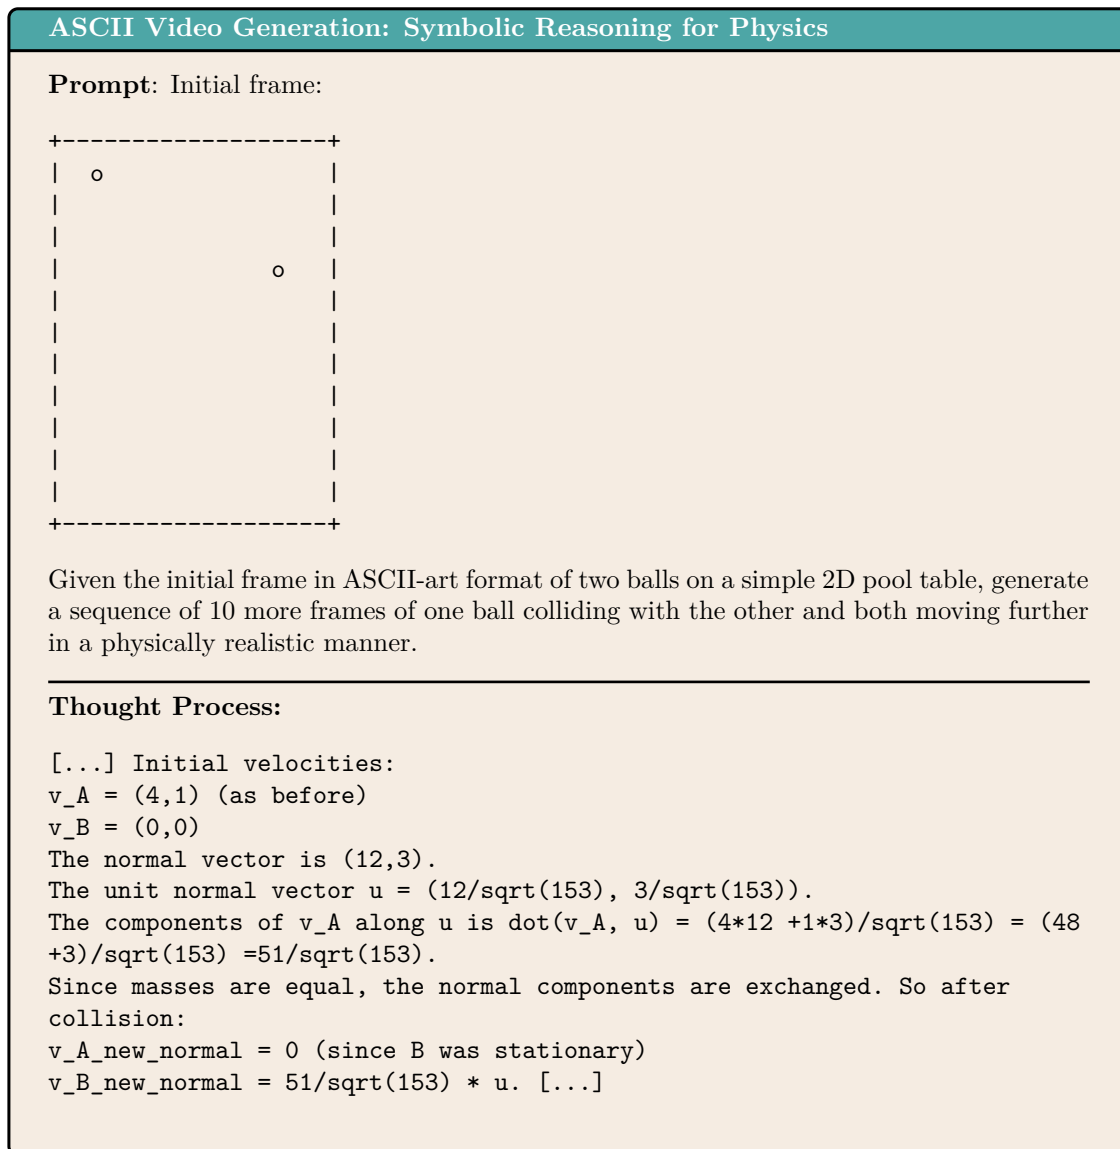 ASCII Video Generation: Symbolic Reasoning for Physics
Prompt: Initial frame:
+-------------------+
|  o                |
|                   |
|                   |
|               o   |
|                   |
|                   |
|                   |
|                   |
|                   |
|                   |
|                   |
+-------------------+
Given the initial frame in ASCII-art format of two balls on a simple 2D pool table, generate
a sequence of 10 more frames of one ball colliding with the other and both moving further
in a physically realistic manner.
Thought Process:
[...] Initial velocities:
v_A = (4,1) (as before)
v_B = (0,0)
The normal vector is (12,3).
The unit normal vector u = (12/sqrt(153), 3/sqrt(153)).
The components of v_A along u is dot(v_A, u) = (4*12 +1*3)/sqrt(153) = (48
+3)/sqrt(153) =51/sqrt(153).
Since masses are equal, the normal components are exchanged. So after
collision:
v_A_new_normal = 0 (since B was stationary)
v_B_new_normal = 51/sqrt(153) * u. [...]